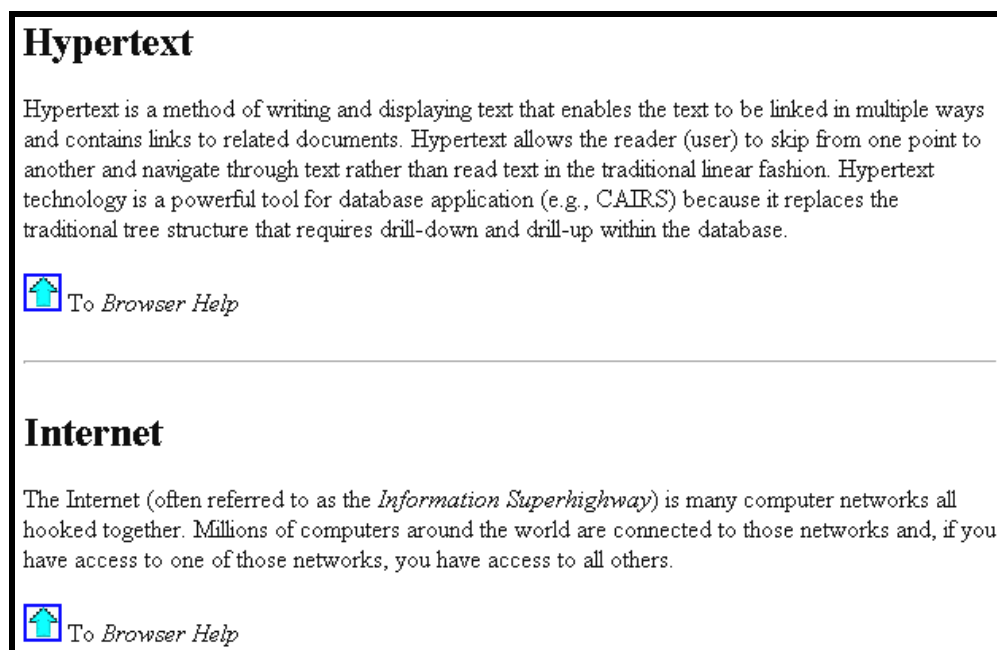 Hypertext
Hypertext is a method of writing and displaying text that enables the text to be linked in multiple ways
and contains links to related documents. Hypertext allows the reader (user) to skip from one point to
another and navigate through text rather than read text in the traditional linear fashion. Hypertext
technology is a powerful tool for database application (e.g., CAIRS) because it replaces the
traditional tree structure that requires drill-down and drill-up within the database.
To Browser Help
Internet
The Internet (often referred to as the Information Superhighway) is many computer networks all
hooked together. Millions of computers around the world are connected to those networks and, if you
have access to one of those networks, you have access to all others.
To Browser Help